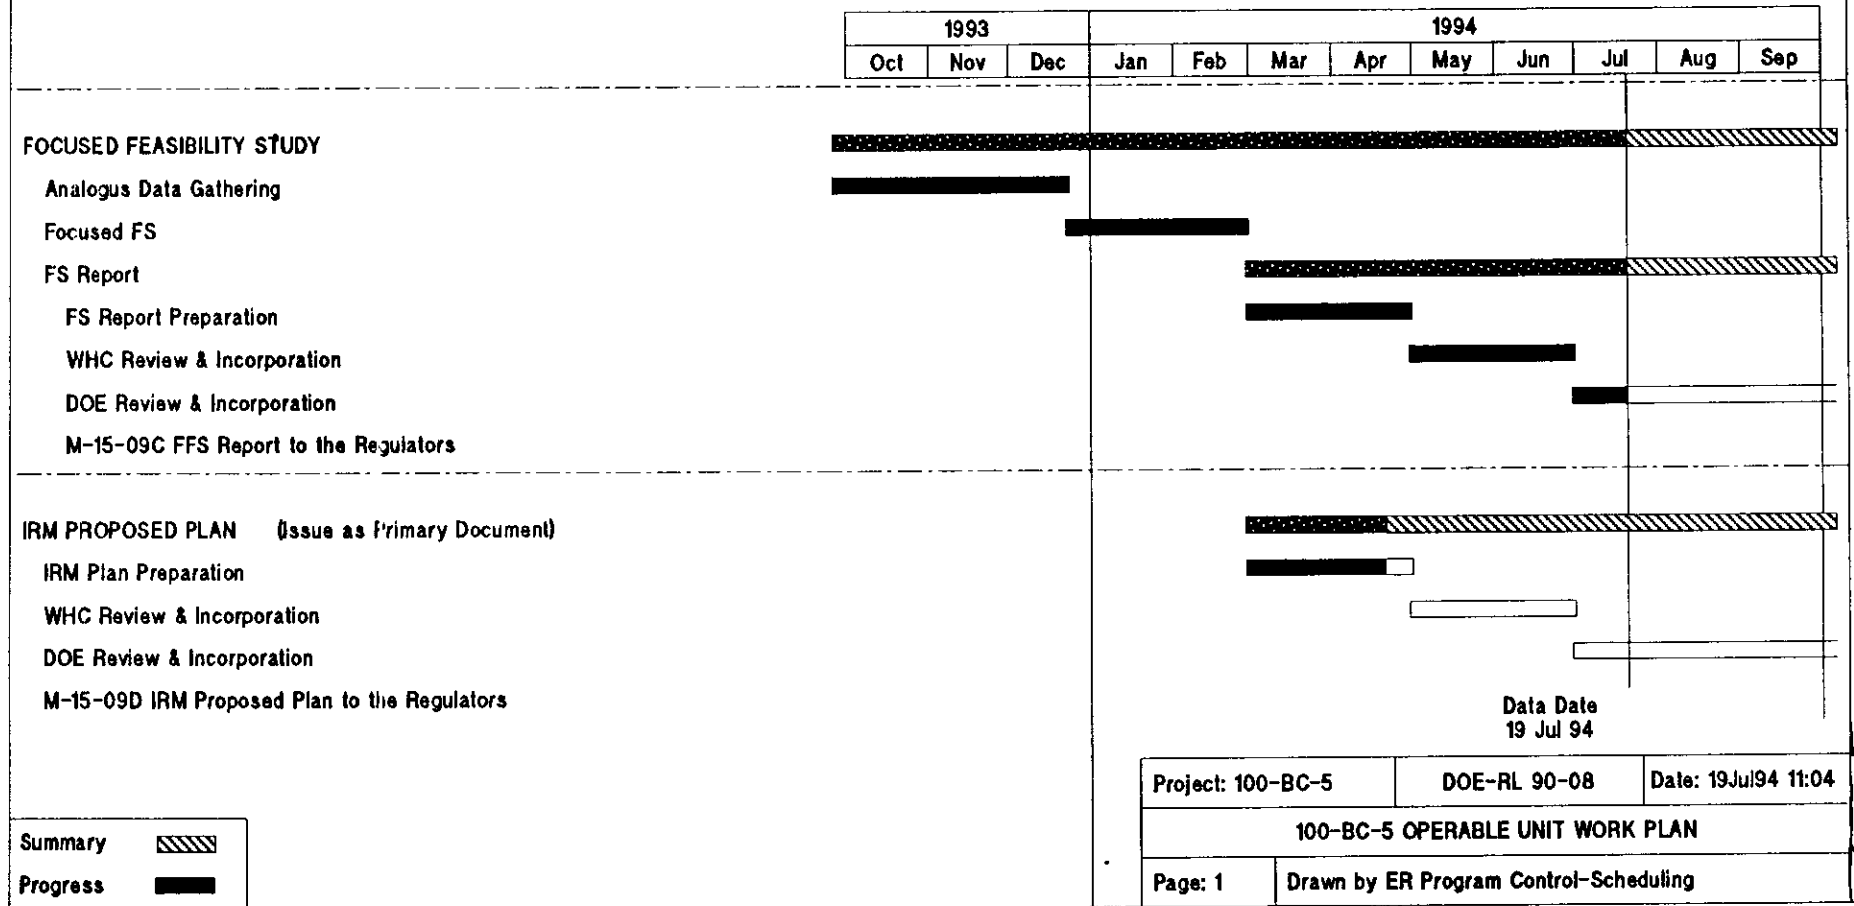 1993 1994
Oct Nov Dec Jan Feb Mar Apr May Jun Jul Aug Sep
FOCUSED FEASIBILITY STUDY
Analogus Data Gathering
Focused FS
FS Report
FS Report Preparation
WHC Review & Incorporation
DOE Review & Incorporation
M-15-09C FFS Report to the Regulators
IRM PROPOSED PLAN (Issue as Primary Document)
IRM Plan Preparation
WHC Review & Incorporation
DOE Review & Incorporation
M-15-09D IRM Proposed Plan to the Regulators
Data Date
19 Jul 94
Project: 100-BC-5 DOE-RL 90-08 Date: 19Jul94 11:04
100-BC-5 OPERABLE UNIT WORK PLAN
Page: 1 Drawn by ER Program Control-Scheduling
Summary
Progress